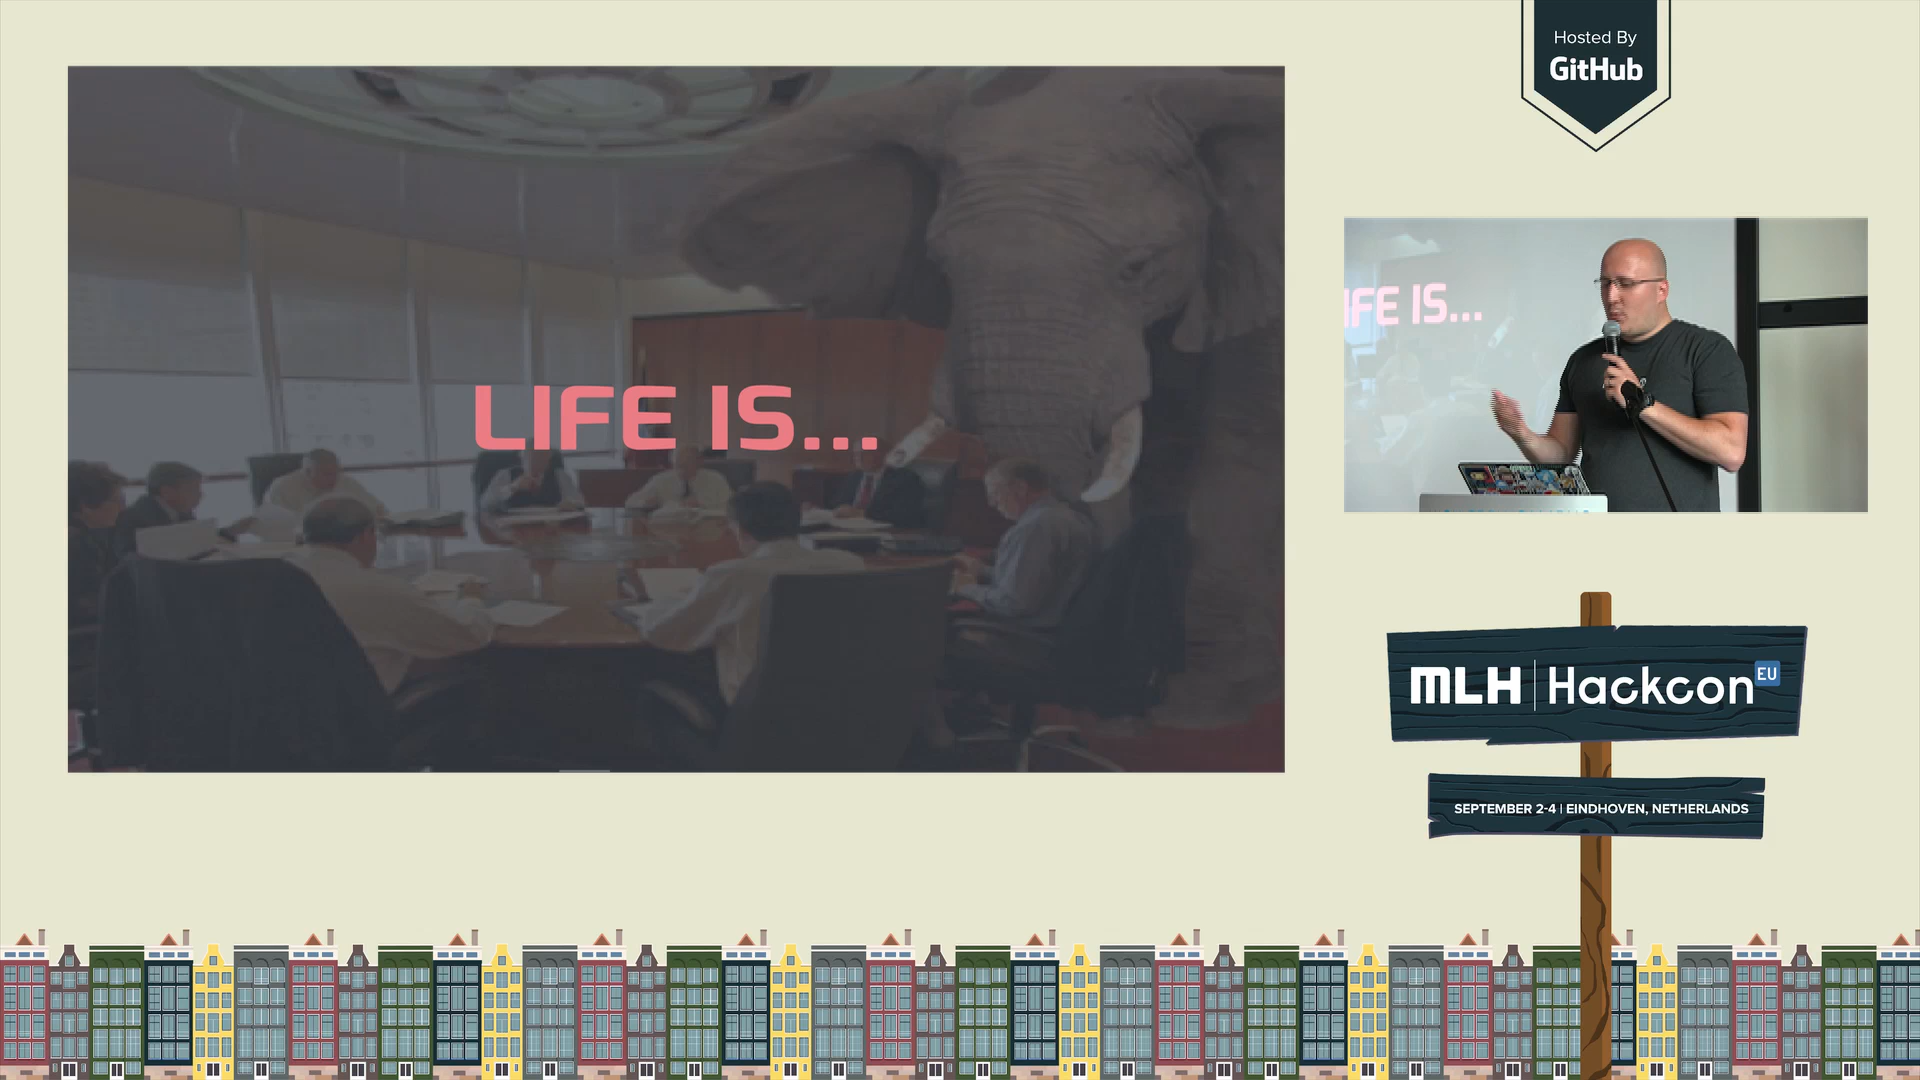 Hosted By
GitHub
LIFE IS...
IFE IS...
MLH | Hackcon EU
SEPTEMBER 2-4 | EINDHOVEN, NETHERLANDS